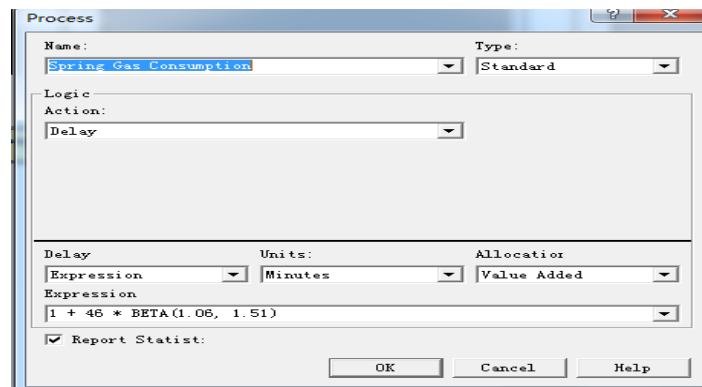 Process
Name: Type:
Spring Gas Consumption Standard
Logic
Action:
Delay
Delay Units: Allocation
Expression Minutes Value Added
Expression
1 + 46 * BETA(1.06, 1.51)
Report Statist:
OK Cancel Help